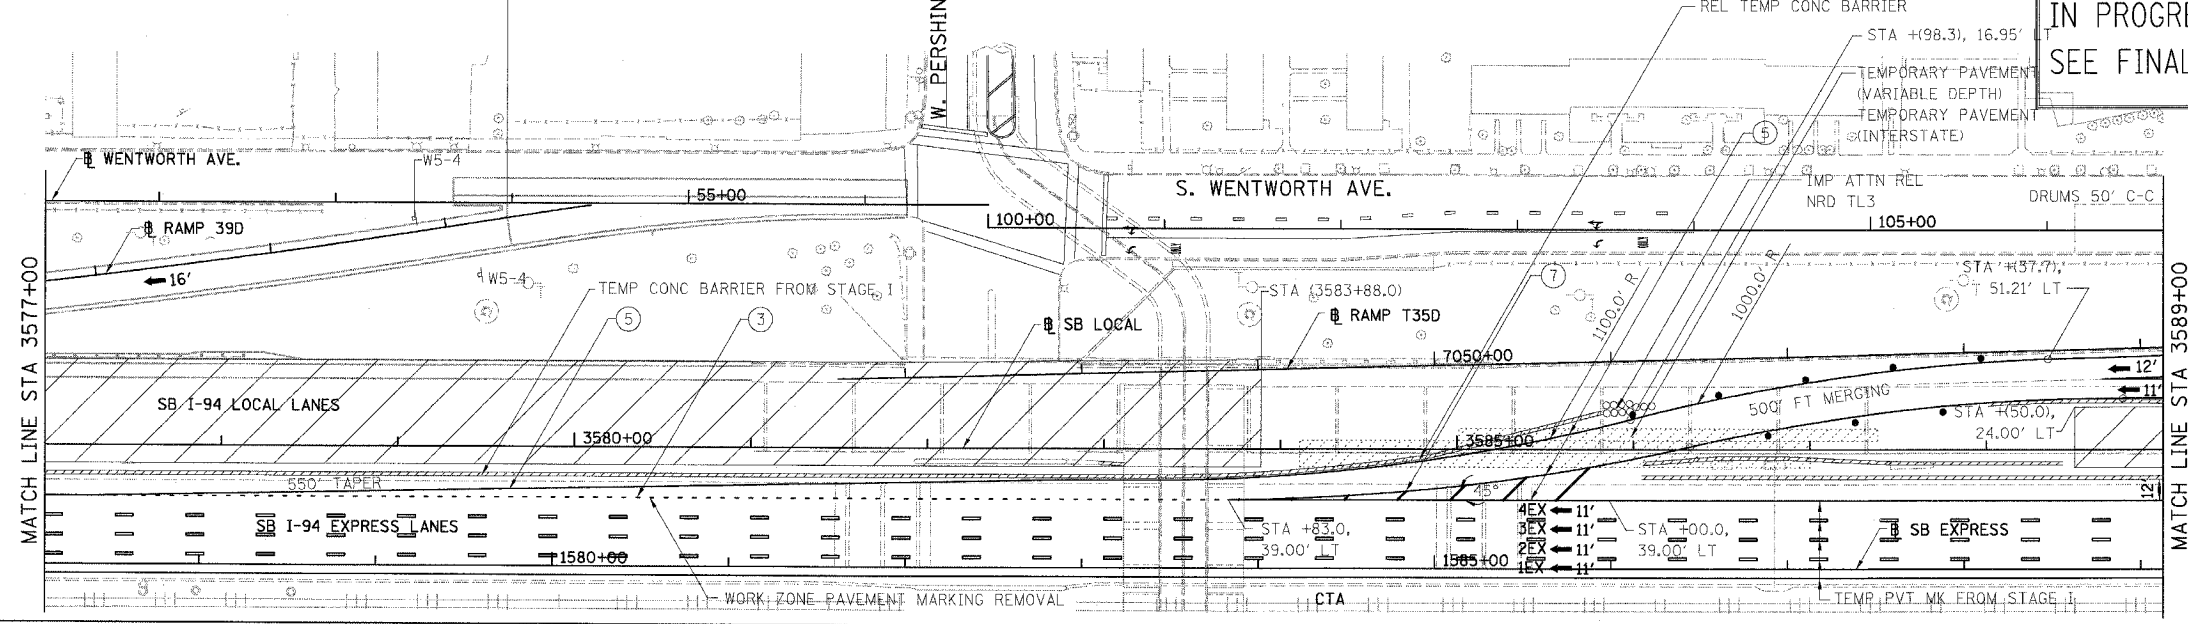 REL TEMP CONC BARRIER
IN PROGRE
SEE FINAL
STA +(98.3), 16.95' LT
TEMPORARY PAVEMENT
(VARIABLE DEPTH)
TEMPORARY PAVEMENT
(INTERSTATE)
W. PERSHIN
5
℄ WENTWORTH AVE.
W5-4
55+00
S. WENTWORTH AVE.
IMP ATTN REL
NRD TL3
DRUMS 50' C-C
100+00
105+00
℄ RAMP 39D
16'
W5-4
TEMP CONC BARRIER FROM STAGE I
5
3
STA (3583+88.0)
7
1100.0' R
1000.0' R
STA +(37.7),
51.21' LT
℄ SB LOCAL
℄ RAMP T35D
7050+00
MATCH LINE STA 3577+00
MATCH LINE STA 3589+00
12'
11'
SB I-94 LOCAL LANES
500' FT MERGING
STA +(50.0),
24.00' LT
3580+00
3585+00
550' TAPER
45°
12'
SB I-94 EXPRESS LANES
STA +83.0,
39.00' LT
4EX 11'
3EX 11'
2EX 11'
1EX 11'
STA +00.0,
39.00' LT
℄ SB EXPRESS
1580+00
1585+00
WORK ZONE PAVEMENT MARKING REMOVAL
CTA
TEMP PVT MK FROM STAGE I